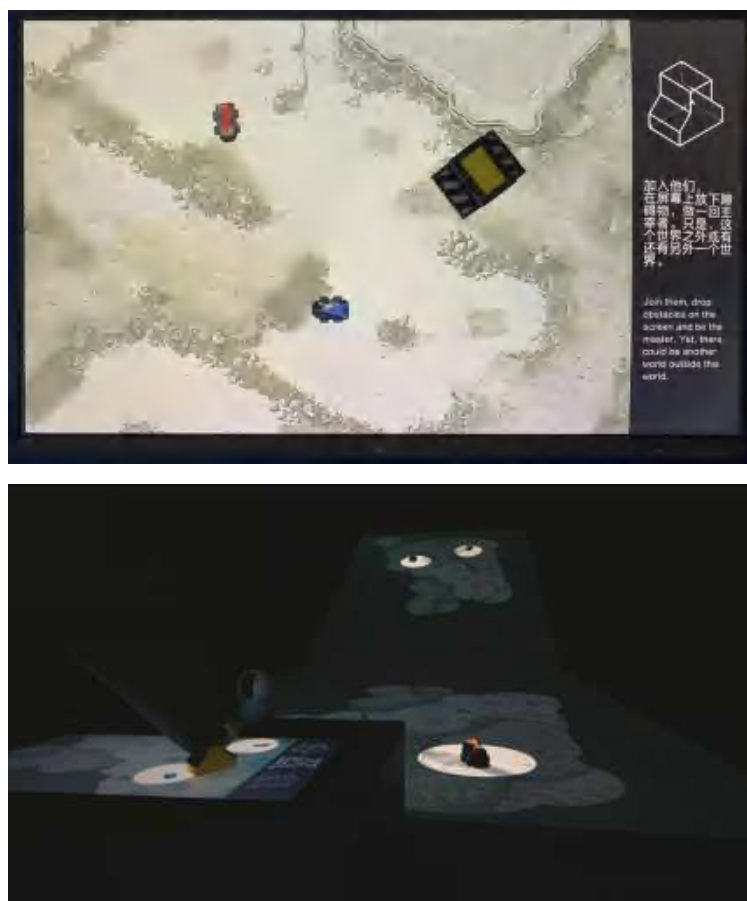 加入他们，
在屏幕上放下障
碍物，做一回主
宰者。只是，这
个世界之外或有
还有另外一个世
界。
Join them, drop
obstacles on the
screen and be the
master. Yet, there
could be another
world outside this
world.